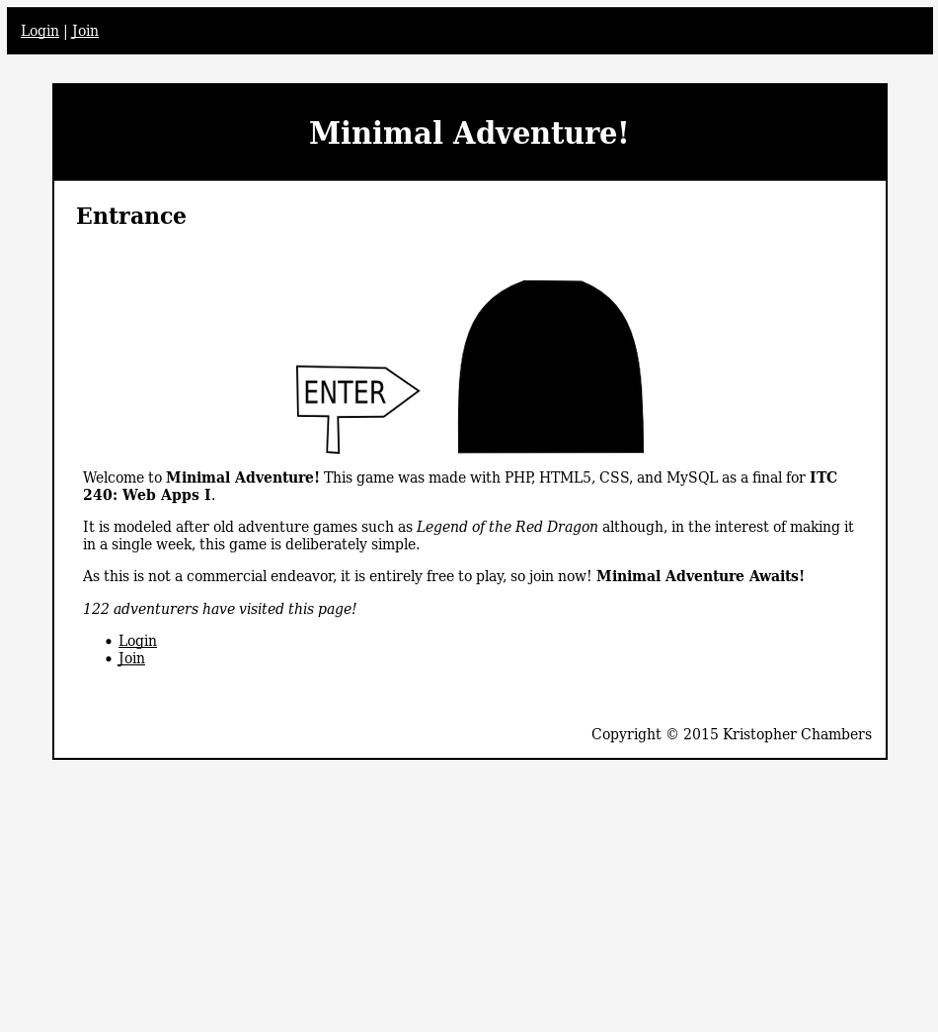 Login | Join
Minimal Adventure!
Entrance
ENTER
Welcome to Minimal Adventure! This game was made with PHP, HTML5, CSS, and MySQL as a final for ITC
240: Web Apps I.
It is modeled after old adventure games such as Legend of the Red Dragon although, in the interest of making it
in a single week, this game is deliberately simple.
As this is not a commercial endeavor, it is entirely free to play, so join now! Minimal Adventure Awaits!
122 adventurers have visited this page!
• Login
• Join
Copyright © 2015 Kristopher Chambers